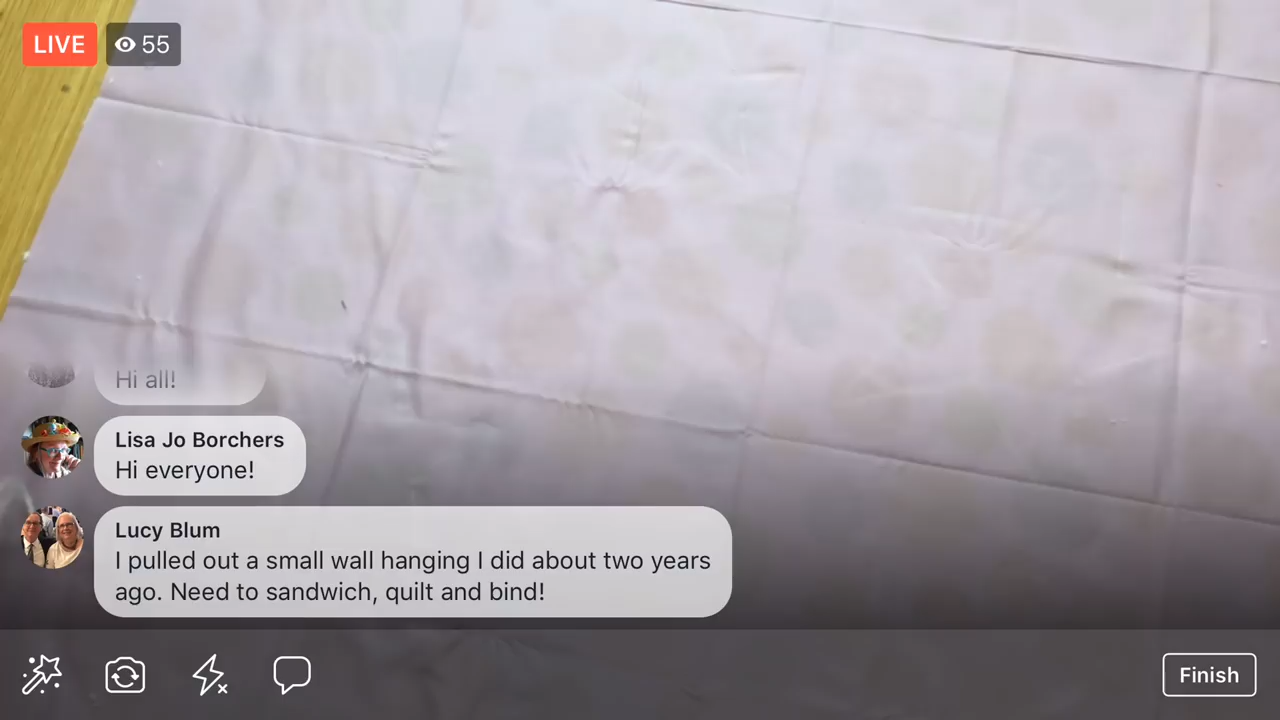 LIVE
55
Hi all!
Lisa Jo Borchers
Hi everyone!
Lucy Blum
I pulled out a small wall hanging I did about two years
ago. Need to sandwich, quilt and bind!
Finish